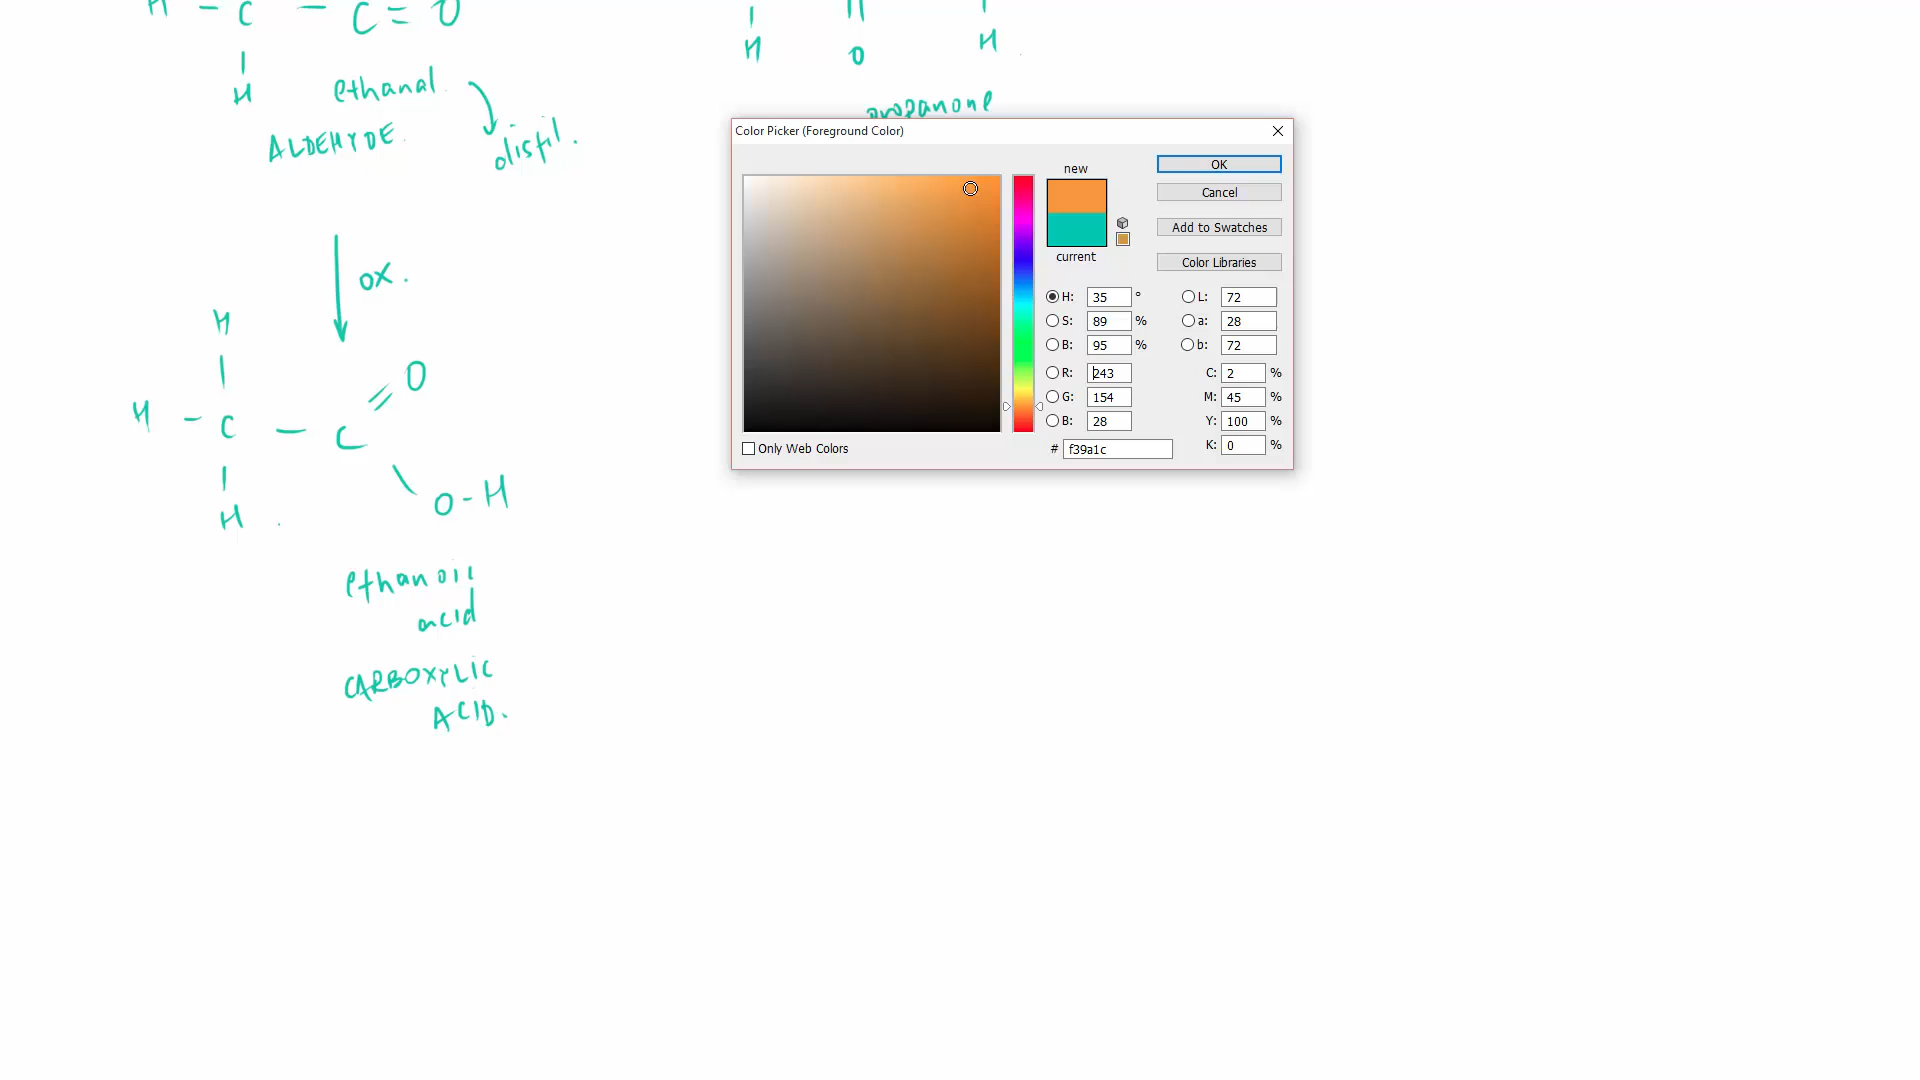 H - C - C = O
H
ethanal
ALDEHYDE.
distil.
H
O
H
propanone
ox.
H
O
H - C - C
O - H
H
ethanoic
acid
CARBOXYLIC
ACID.
Color Picker (Foreground Color)
new
current
OK
Cancel
Add to Swatches
Color Libraries
H: 35 °
S: 89 %
B: 95 %
R: 243
G: 154
B: 28
# f39a1c
L: 72
a: 28
b: 72
C: 2 %
M: 45 %
Y: 100 %
K: 0 %
Only Web Colors